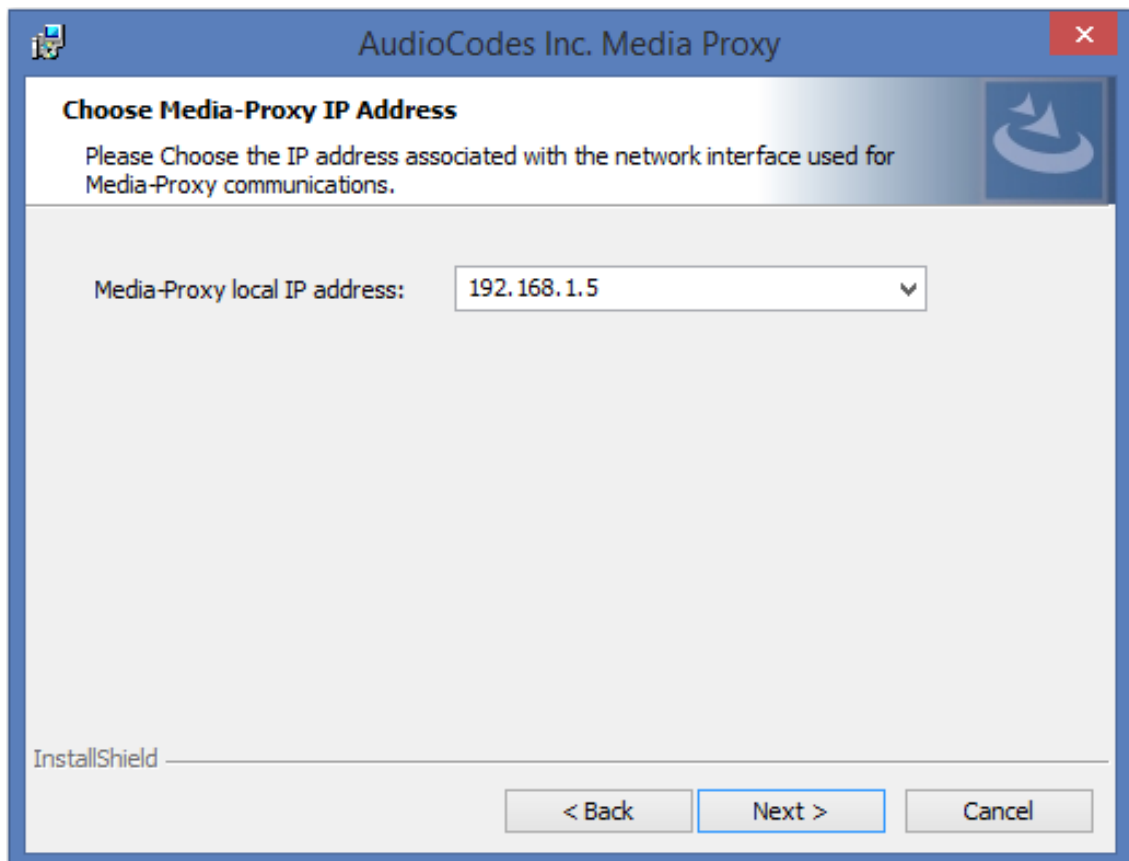 AudioCodes Inc. Media Proxy
Choose Media-Proxy IP Address
Please Choose the IP address associated with the network interface used for
Media-Proxy communications.
Media-Proxy local IP address:
192.168.1.5
InstallShield
< Back
Next >
Cancel